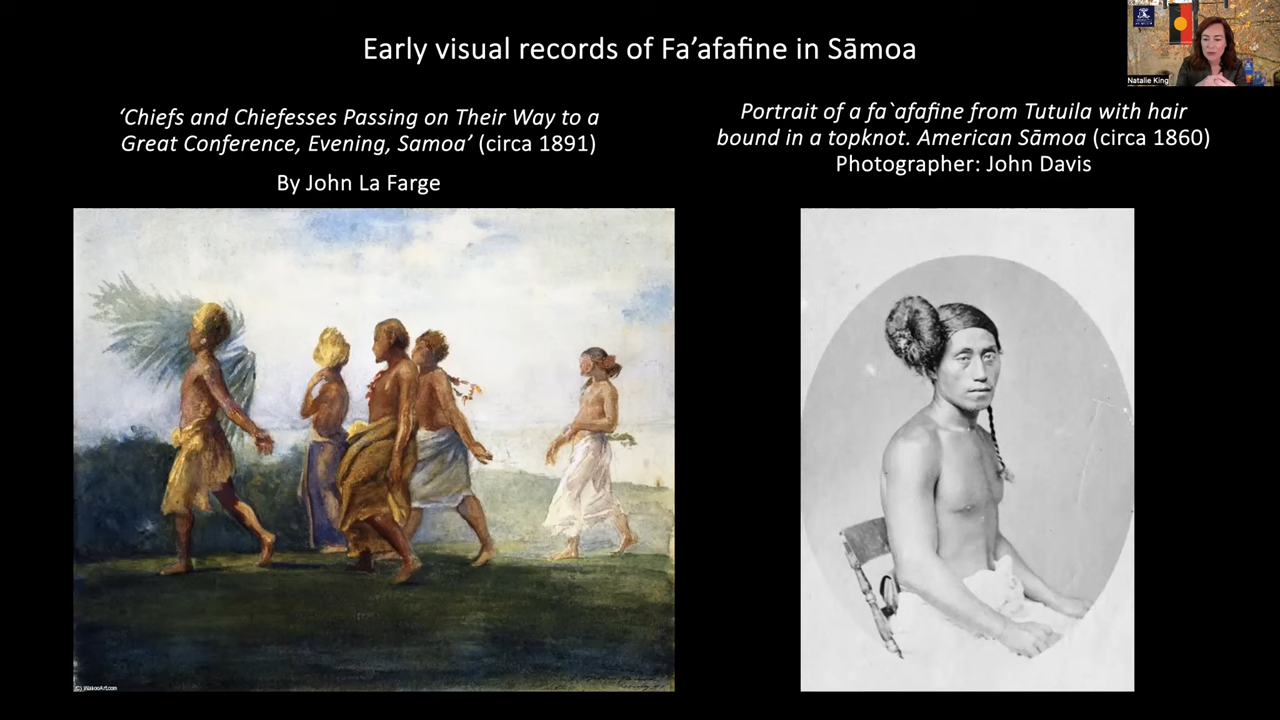 Early visual records of Fa’afafine in Sāmoa
‘Chiefs and Chiefesses Passing on Their Way to a
Great Conference, Evening, Samoa’ (circa 1891)
By John La Farge
Portrait of a fa`afafine from Tutuila with hair
bound in a topknot. American Sāmoa (circa 1860)
Photographer: John Davis
Natalie King
(c) WikooArt.com